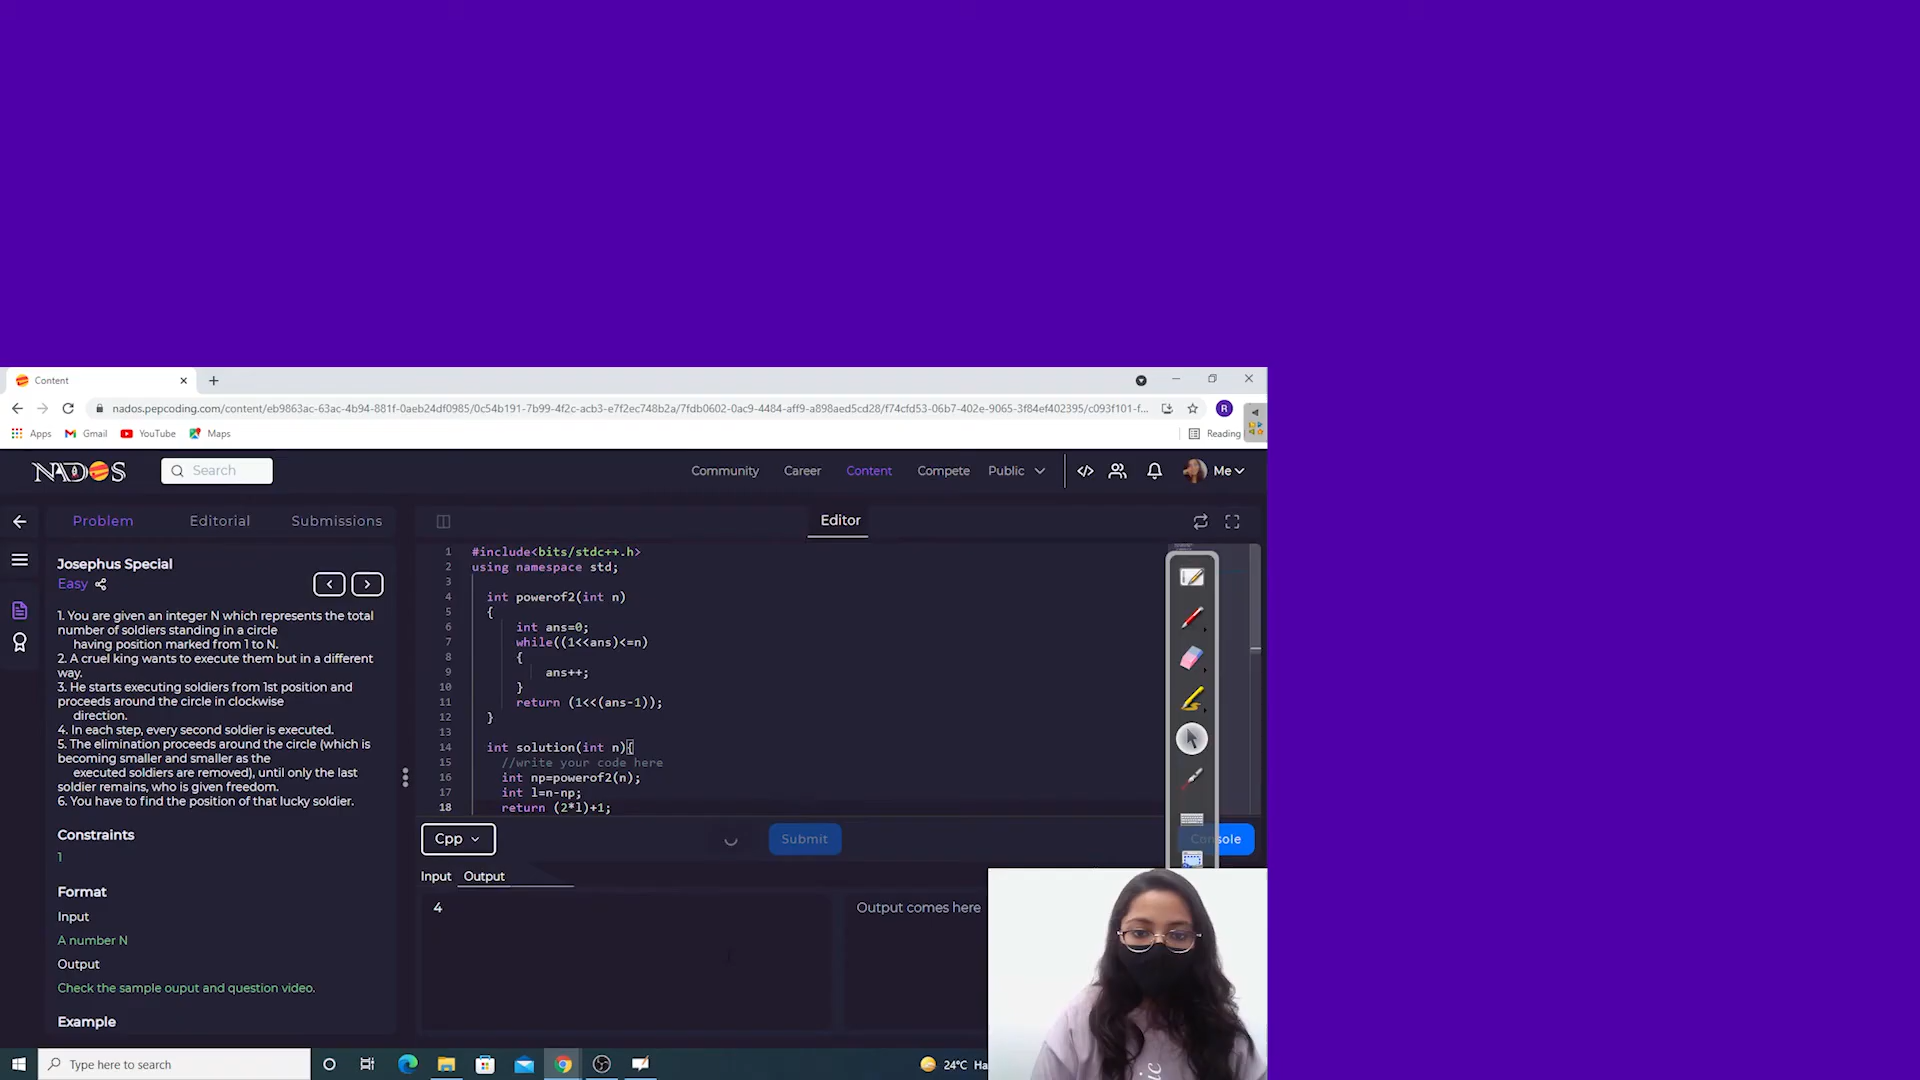 Content
nados.pepcoding.com/content/eb9863ac-63ac-4b94-881f-0aeb24df0985/0c54b191-7b99-4f2c-acb3-e7f2ec748b2a/7fdb0602-0ac9-4484-aff9-a898aed5cd28/f74cfd53-06b7-402e-9065-3f84ef402395/c093f101-f...
R
Apps Gmail YouTube Maps
Reading
NADOS
Search
Community Career Content Compete Public Me
Problem Editorial Submissions
Editor
Josephus Special
Easy
1. You are given an integer N which represents the total
number of soldiers standing in a circle
having position marked from 1 to N.
2. A cruel king wants to execute them but in a different
way.
3. He starts executing soldiers from 1st position and
proceeds around the circle in clockwise
direction.
4. In each step, every second soldier is executed.
5. The elimination proceeds around the circle (which is
becoming smaller and smaller as the
executed soldiers are removed), until only the last
soldier remains, who is given freedom.
6. You have to find the position of that lucky soldier.
Constraints
1
Format
Input
A number N
Output
Check the sample ouput and question video.
Example
1 #include<bits/stdc++.h>
2 using namespace std;
3
4 int powerof2(int n)
5 {
6 int ans=0;
7 while((1<<ans)<=n)
8 {
9 ans++;
10 }
11 return (1<<(ans-1));
12 }
13
14 int solution(int n){
15 //write your code here
16 int np=powerof2(n);
17 int l=n-np;
18 return (2*l)+1;
Cpp
Submit
Console
Input Output
4
Output comes here
Type here to search
24°C Ha